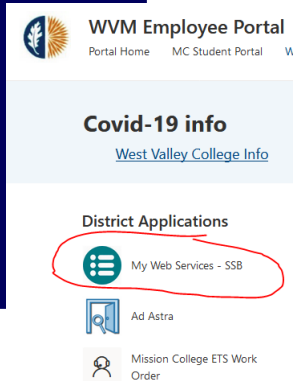 WVM Employee Portal
Portal Home MC Student Portal W
Covid-19 info
West Valley College Info
District Applications
My Web Services - SSB
Ad Astra
Mission College ETS Work
Order